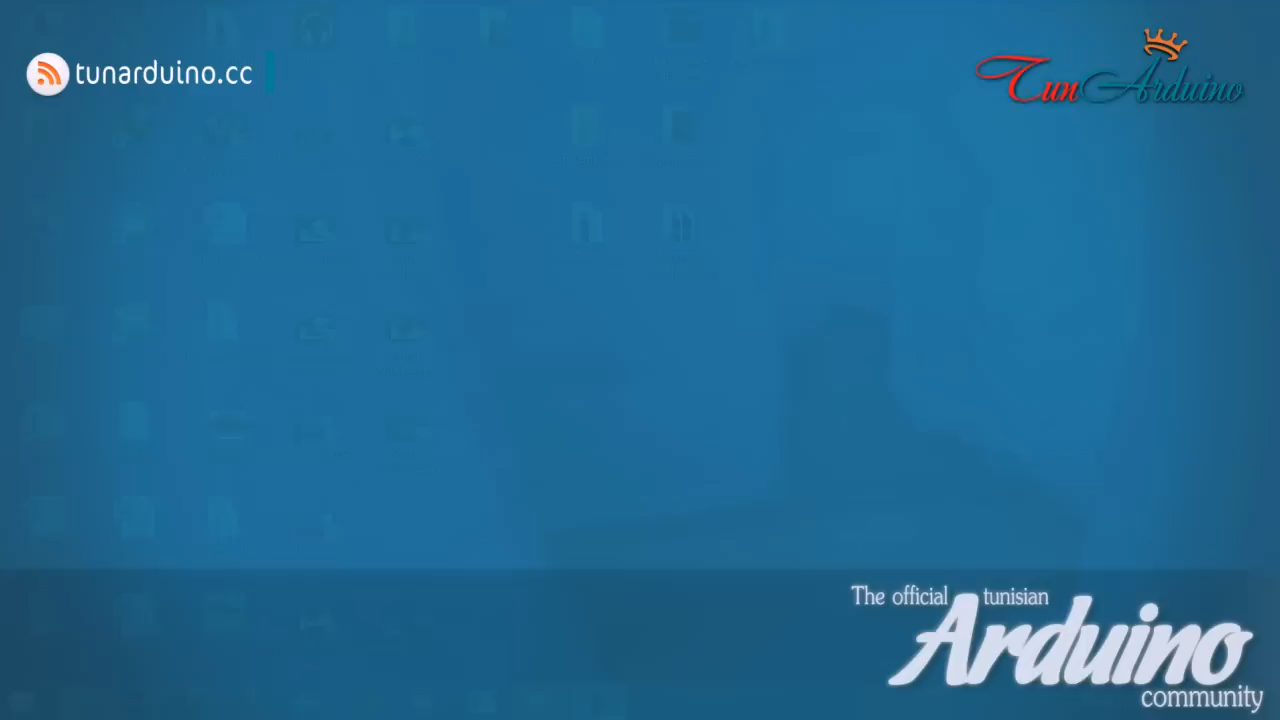 tunarduino.cc
TunArduino
The official tunisian
Arduino
community